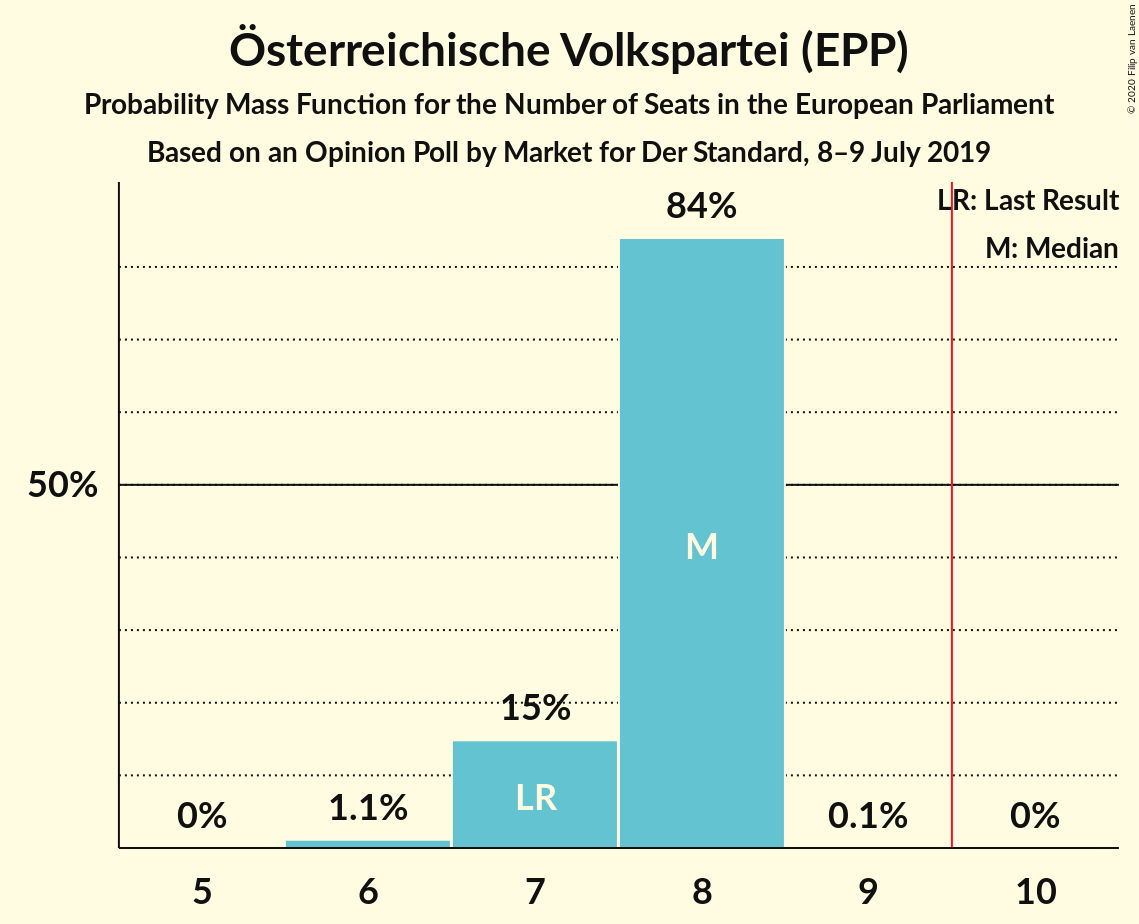 Österreichische Volkspartei (EPP)
Probability Mass Function for the Number of Seats in the European Parliament
Based on an Opinion Poll by Market for Der Standard, 8–9 July 2019
© 2020 Filip van Laenen
LR: Last Result
M: Median
84%
50%
M
15%
LR
0%
1.1%
0.1%
0%
5 6 7 8 9 10